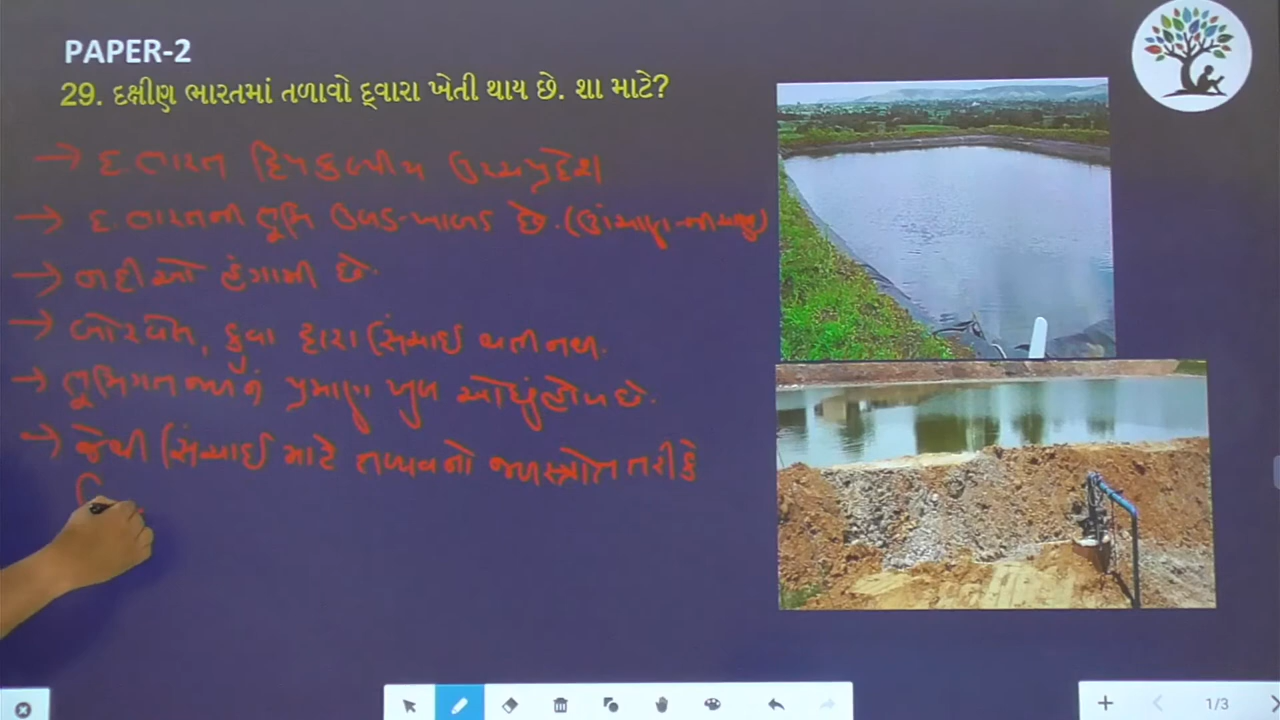 PAPER-2
29. દક્ષીણ ભારતમાં તળાવો દ્વારા ખેતી થાય છે. શા માટે?
→ દ.ભારત દ્વિપકલ્પીય ઉચ્ચપ્રદેશ
→ દ.ભારતની ભૂમિ ઉબડ-ખાબડ છે.(ઉંચાણ-નીચાણ)
→ નદીઓ હંગામી છે.
→ બોરવેલ, કુવા દ્વારા સિંચાઈ થતી નથી.
→ ભૂમિગત જળનું પ્રમાણ ખુબ ઓછું હોય છે.
→ જેથી સિંચાઈ માટે તળાવનો જળસ્ત્રોત તરીકે
1/3